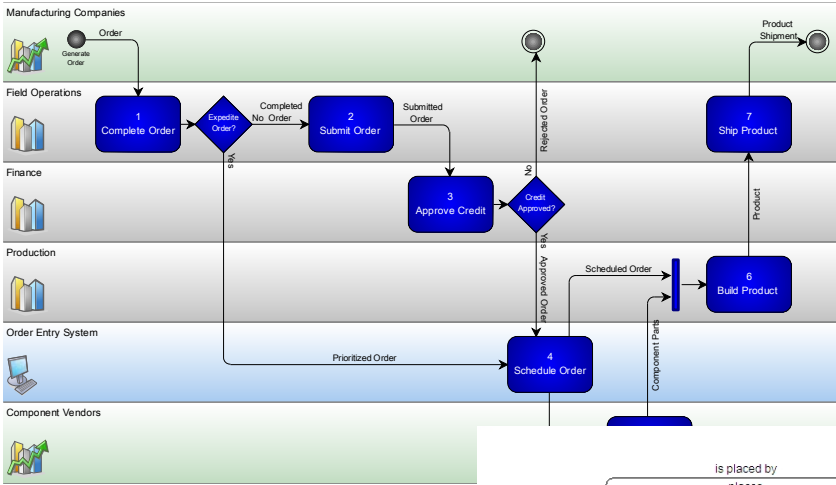 Manufacturing Companies
Order
Generate
Order
Product
Shipment
Field Operations
1
Complete Order
Expedite
Order?
Completed
No Order
2
Submit Order
Submitted
Order
Rejected Order
7
Ship Product
Yes
Finance
3
Approve Credit
No
Credit
Approved?
Yes
Approved Order
Product
Production
Scheduled Order
6
Build Product
Order Entry System
Prioritized Order
4
Schedule Order
Component Parts
Component Vendors
is placed by
places